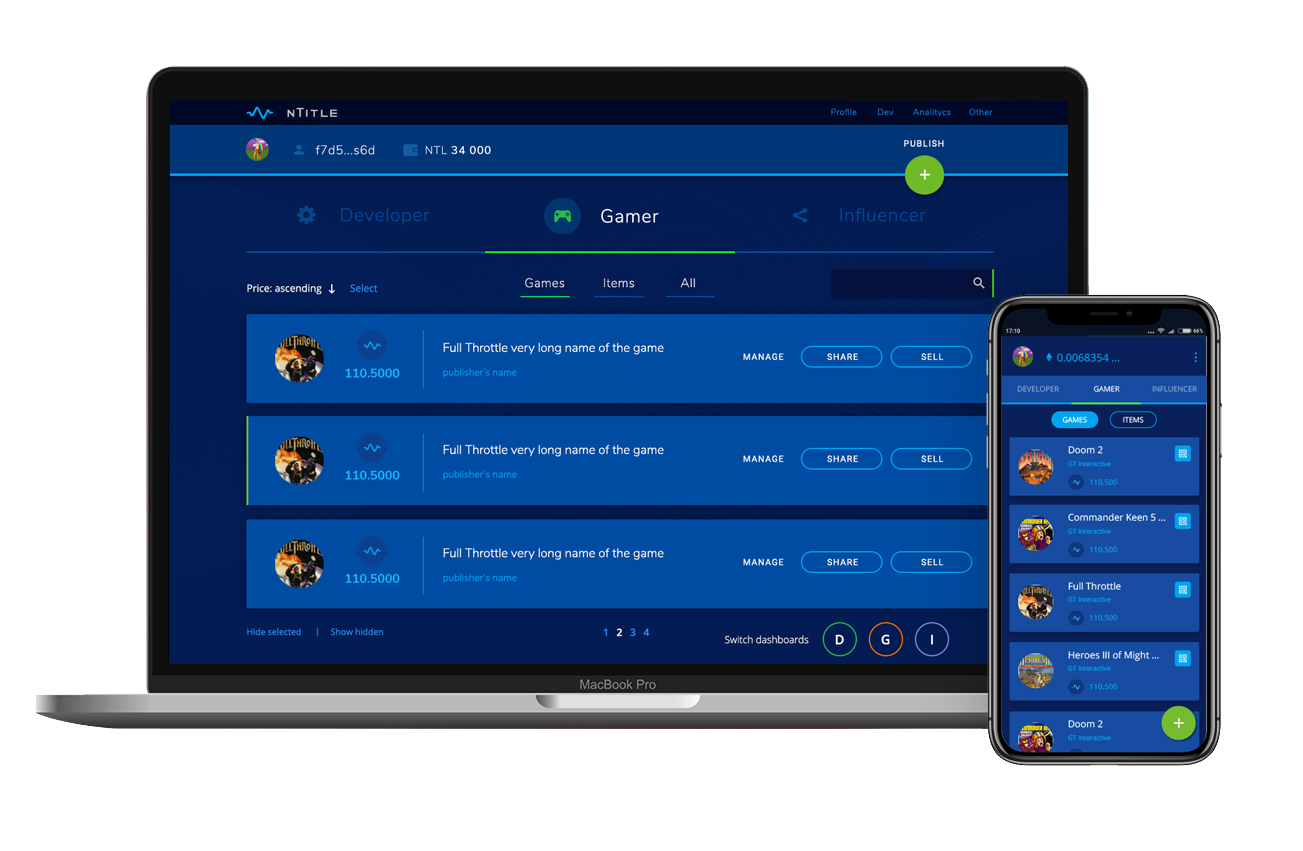 nTITLE
Profile Dev Analitycs Other
f7d5...s6d NTL 34 000
PUBLISH
+
Developer Gamer Influencer
Price: ascending ↓ Select
Games Items All
Full Throttle very long name of the game
publisher's name
110.5000
MANAGE SHARE SELL
Full Throttle very long name of the game
publisher's name
110.5000
MANAGE SHARE SELL
Full Throttle very long name of the game
publisher's name
110.5000
MANAGE SHARE SELL
Hide selected | Show hidden
1 2 3 4
Switch dashboards D G I
MacBook Pro
17:10 66%
0.0068354 ...
DEVELOPER GAMER INFLUENCER
GAMES ITEMS
Doom 2
GT Interactive
110,500
Commander Keen 5 ...
GT Interactive
110,500
Full Throttle
GT Interactive
110,500
Heroes III of Might ...
GT Interactive
110,500
Doom 2
GT Interactive
+